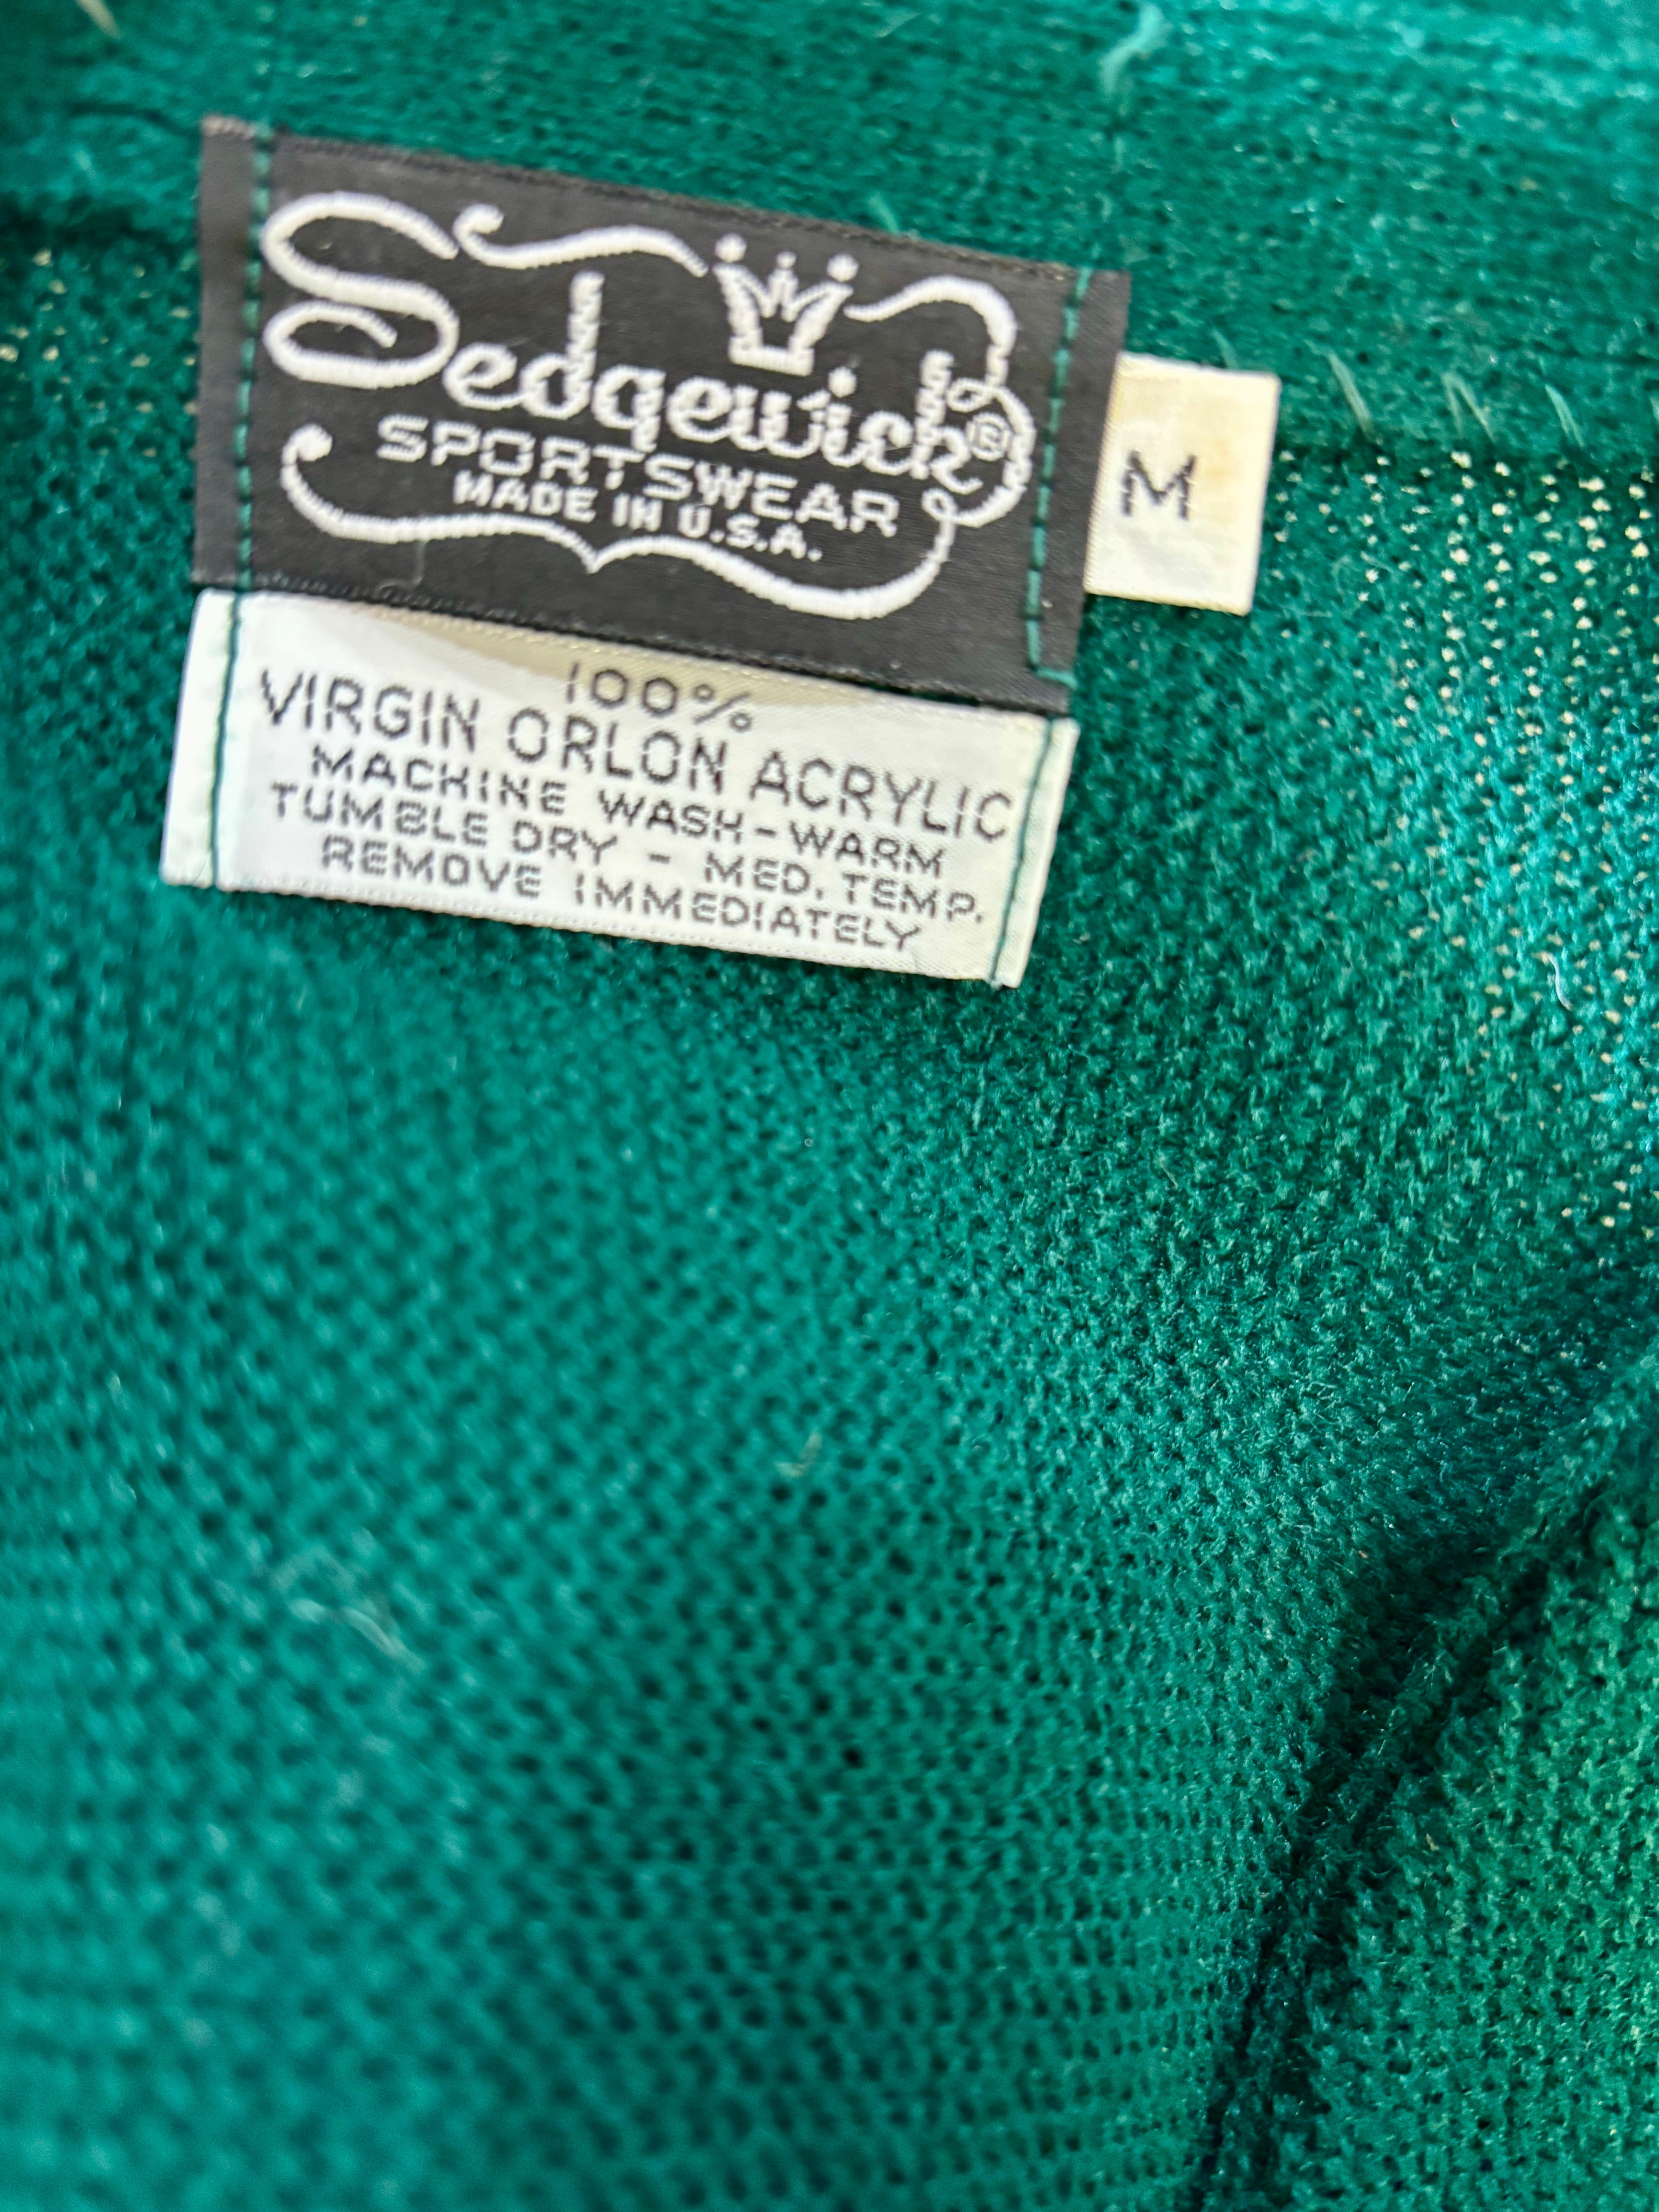 Sedgewick®
SPORTSWEAR
MADE IN U.S.A.
M
100%
VIRGIN ORLON ACRYLIC
MACHINE WASH-WARM
TUMBLE DRY - MED. TEMP.
REMOVE IMMEDIATELY